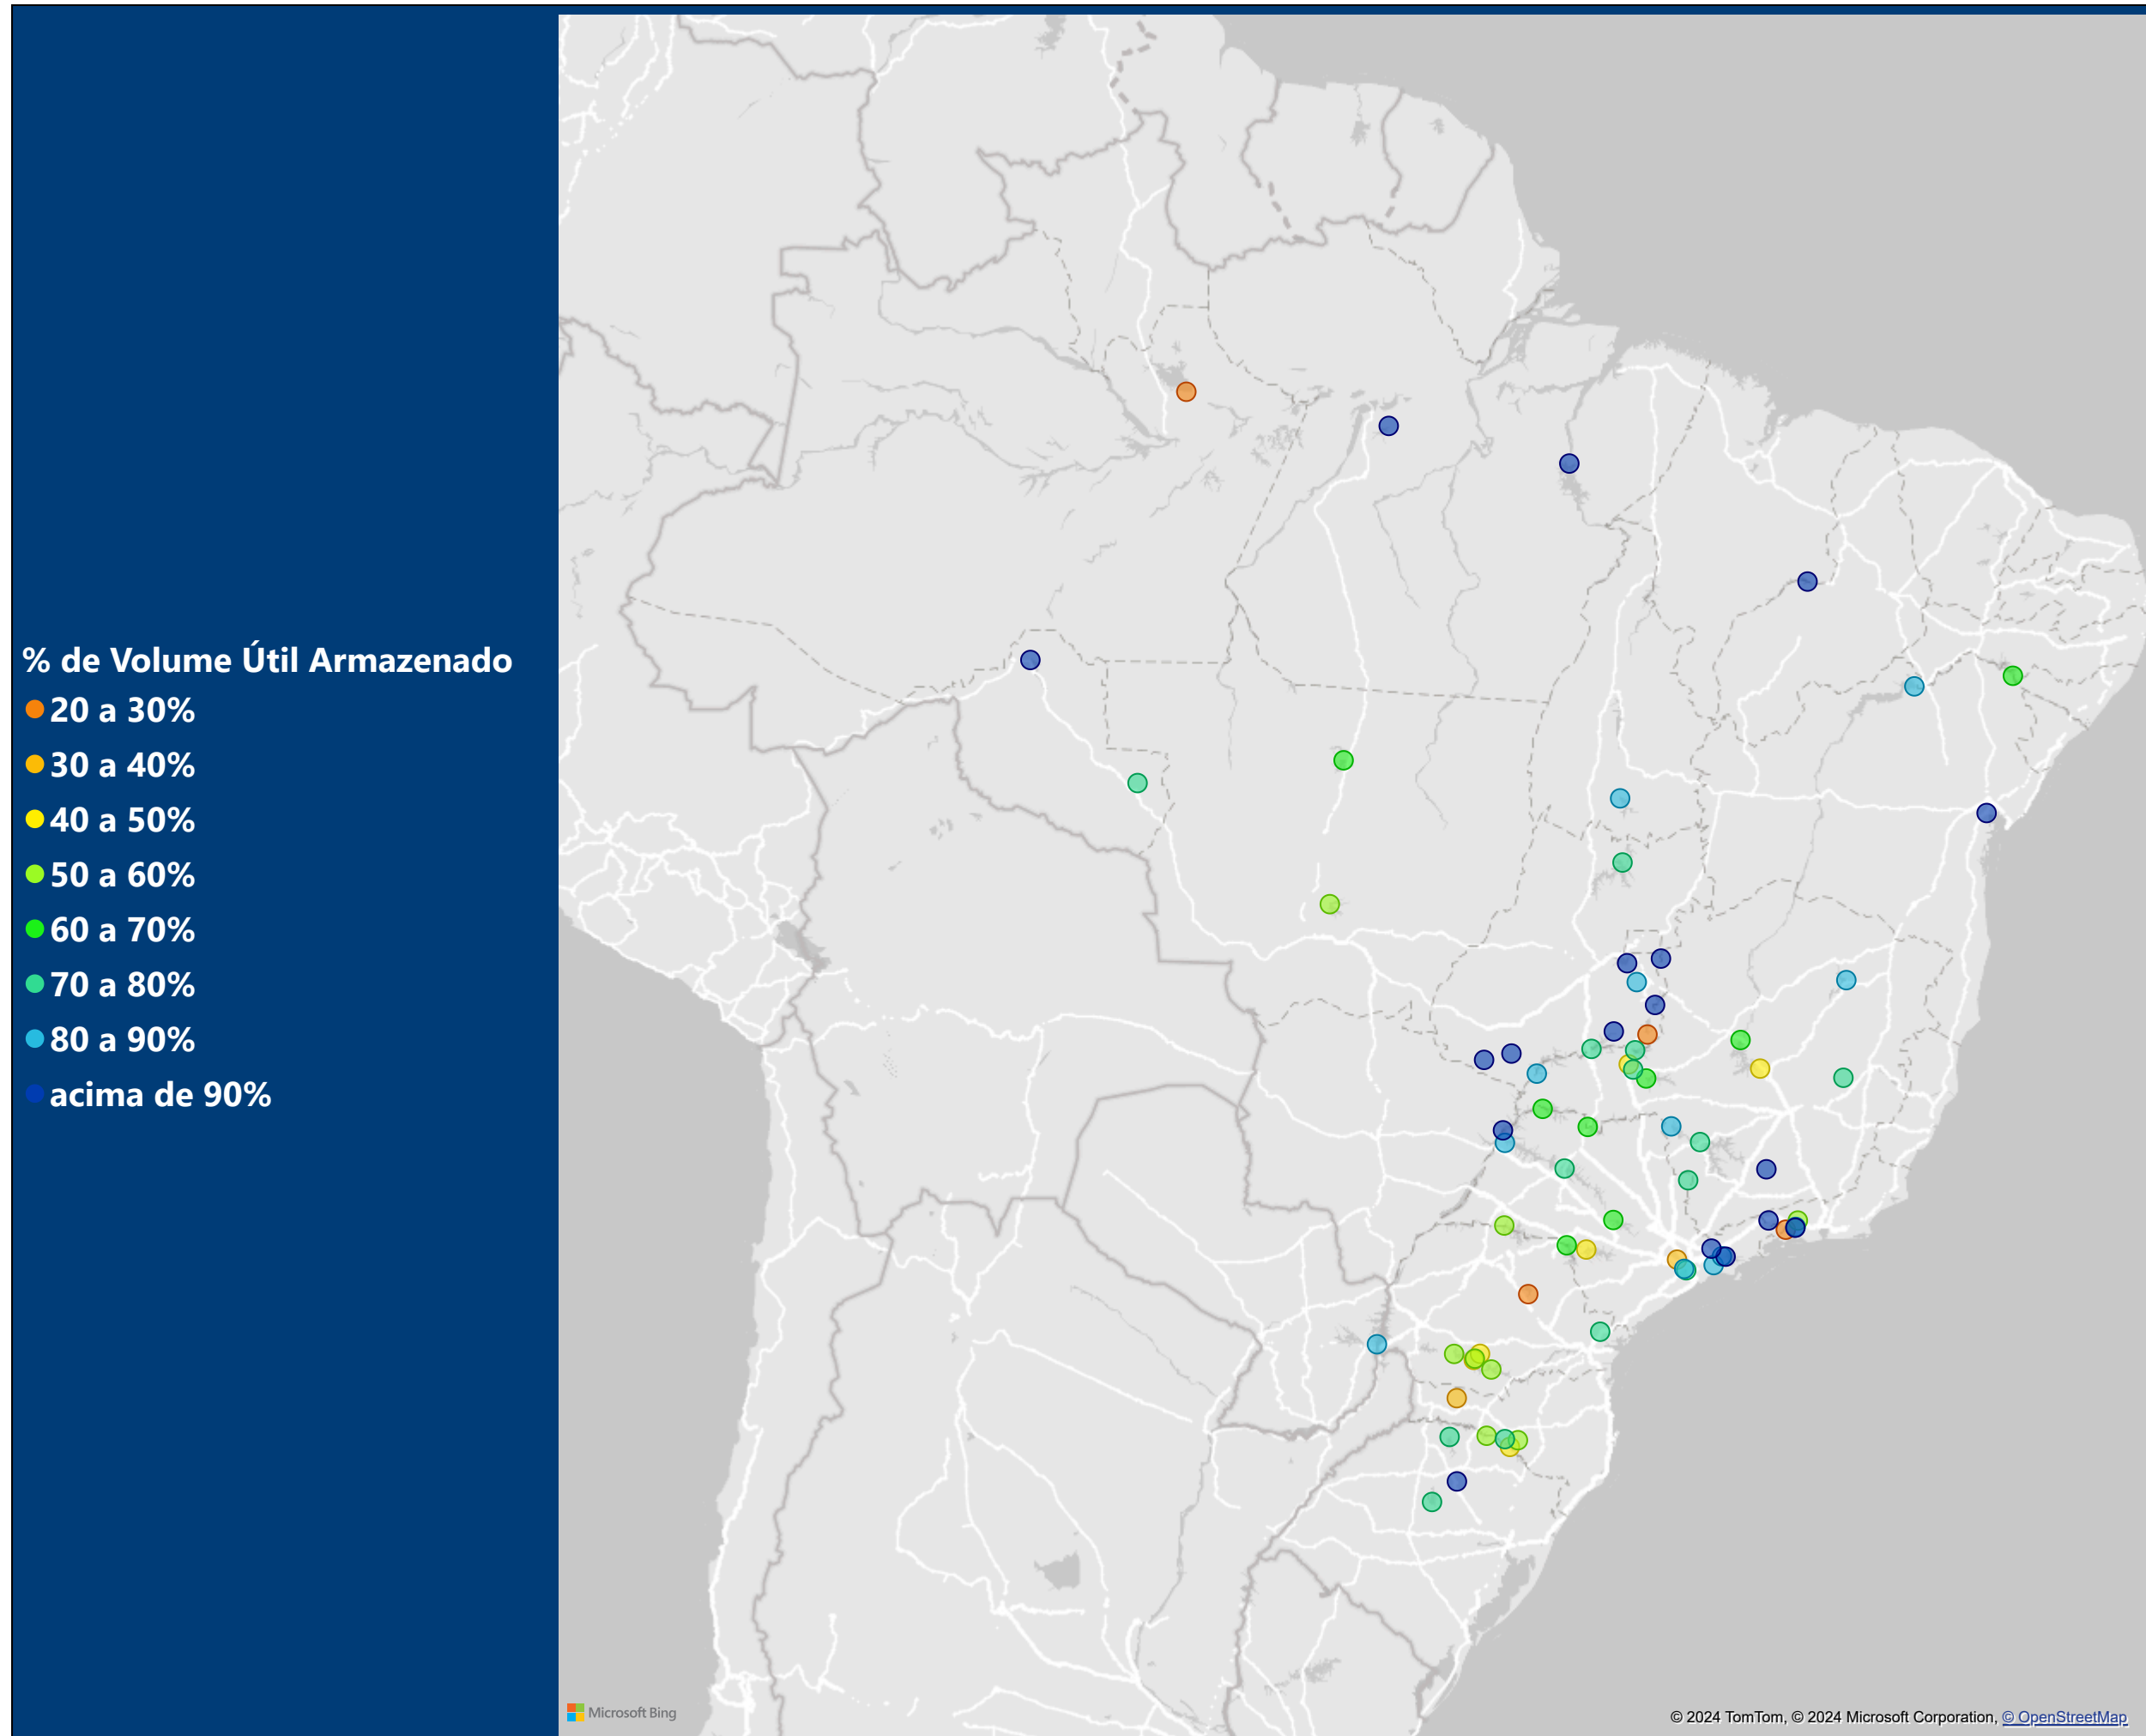 % de Volume Útil Armazenado
20 a 30%
30 a 40%
40 a 50%
50 a 60%
60 a 70%
70 a 80%
80 a 90%
acima de 90%
Microsoft Bing
© 2024 TomTom, © 2024 Microsoft Corporation, © OpenStreetMap